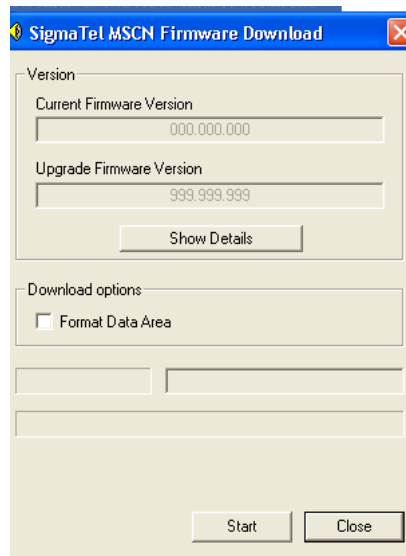 SigmaTel MSCN Firmware Download
Version
Current Firmware Version
000.000.000
Upgrade Firmware Version
999.999.999
Show Details
Download options
Format Data Area
Start
Close